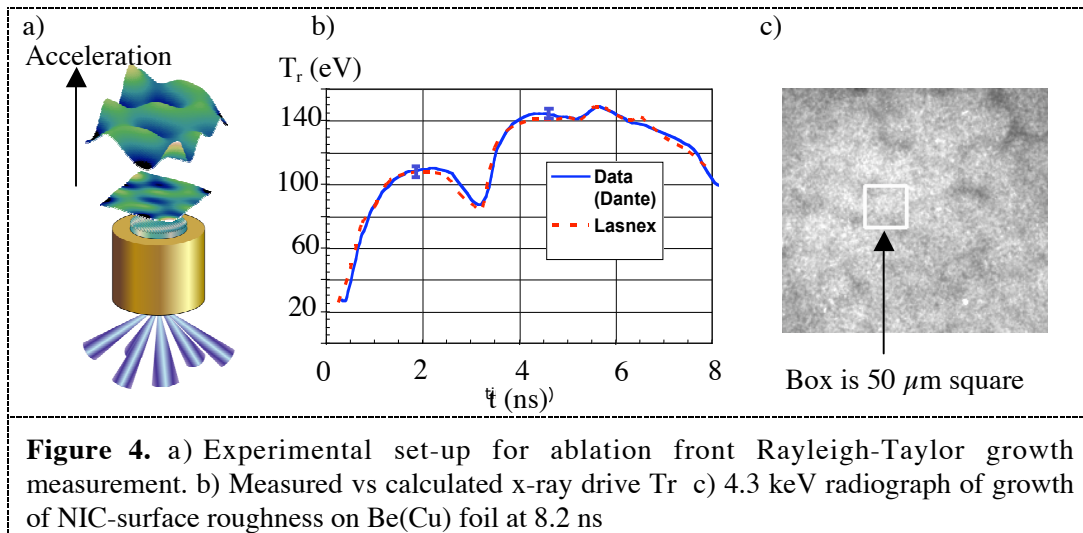 a)
Acceleration
b)
T_r (eV)
140
100
60
20
0 2 4 6 8
Data
(Dante)
Lasnex
t (ns)
c)
Box is 50 µm square
Figure 4. a) Experimental set-up for ablation front Rayleigh-Taylor growth
measurement. b) Measured vs calculated x-ray drive Tr c) 4.3 keV radiograph of growth
of NIC-surface roughness on Be(Cu) foil at 8.2 ns